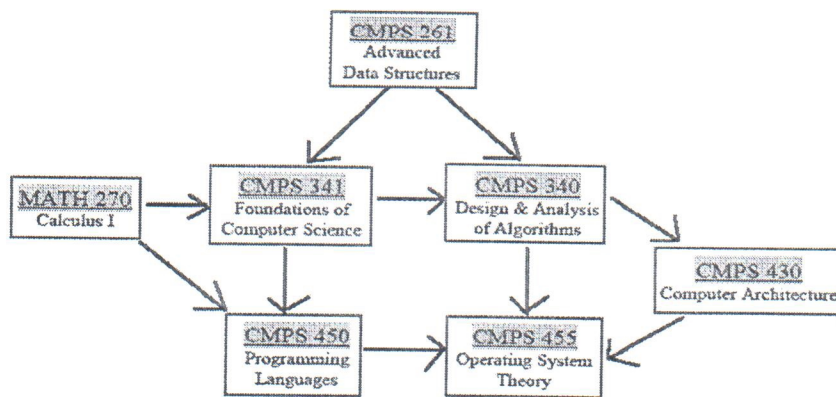 CMPS 261
Advanced
Data Structures
MATH 270
Calculus I
CMPS 341
Foundations of
Computer Science
CMPS 340
Design & Analysis
of Algorithms
CMPS 430
Computer Architecture
CMPS 450
Programming
Languages
CMPS 455
Operating System
Theory